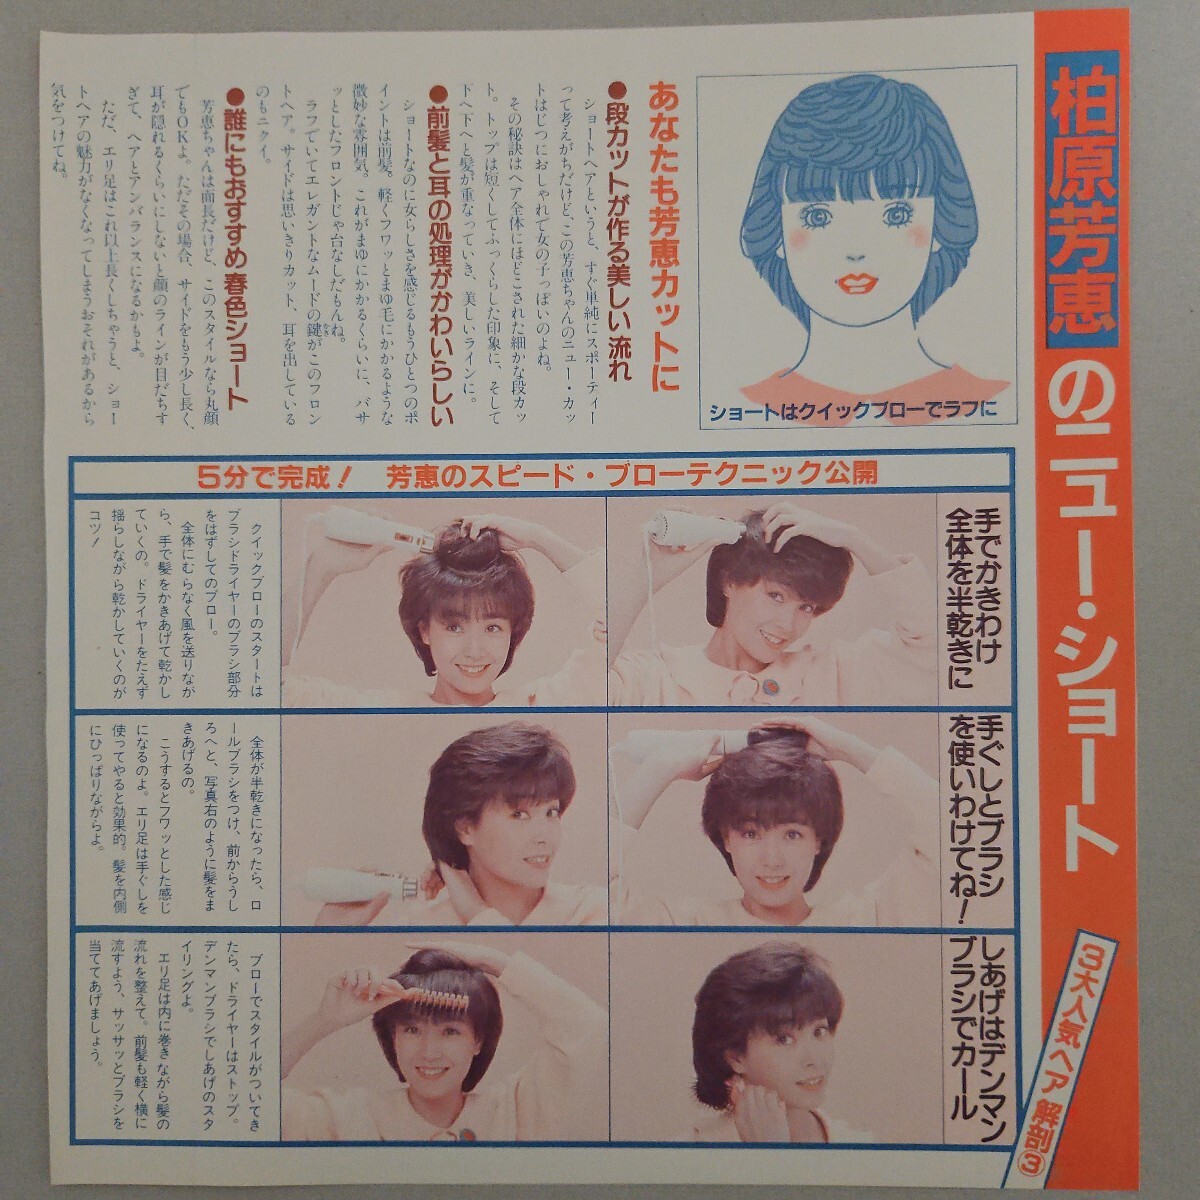 柏原芳恵のニュー・ショート
3大人気ヘア解剖③
ショートはクイックブローでラフに
あなたも芳恵カットに
●段カットが作る美しい流れ
ショートヘアというと、すぐ単純にスポーティー
って考えがちだけど、この芳恵ちゃんのニュー・カッ
トはじつにおしゃれで女の子っぽいのよね。
その秘訣はヘア全体にほどこされた細かな段カッ
ト。トップは短くしてふっくらした印象に、そして
下へ下へと髪が重なっていき、美しいラインに。
●前髪と耳の処理がかわいらしい
ショートなのに女らしさを感じるもうひとつのポ
イントは前髪。軽くフワッとまゆ毛にかかるような
微妙な雰囲気。これがまゆにかかるくらいに、バサ
ッとしたフロントじゃ台なしだもんね。
ラフでいてエレガントなムードの鍵がこのフロン
かぎ
トヘア。サイドは思いきりカット、耳を出している
のもニクイ。
●誰にもおすすめ 春色ショート
芳恵ちゃんは面長だけど、このスタイルなら丸顔
でもOKよ。ただその場合、サイドをもう少し長く、
耳が隠れるくらいにしないと顔のラインが目だちす
ぎて、ヘアとアンバランスになるかもよ。
ただ、エリ足はこれ以上長くしちゃうと、ショー
トヘアの魅力がなくなってしまうおそれがあるから
気をつけてね。
5分で完成！ 芳恵のスピード・ブローテクニック公開
手でかきわけ
全体を半乾きに
クイックブローのスタートは
ブラシドライヤーのブラシ部分
をはずしてのブロー。
全体にむらなく風を送りなが
ら、手で髪をかきあげて乾かし
ていくの。ドライヤーをたえず
揺らしながら乾かしていくのが
コツ！
手ぐしとブラシ
を使いわけてね！
全体が半乾きになったら、ロ
ールブラシをつけ、前からうし
ろへと、写真右のように髪をま
きあげるの。
こうするとフワッとした感じ
になるのよ。エリ足は手ぐしを
使ってやると効果的。髪を内側
にひっぱりながらよ。
しあげはデンマン
ブラシでカール
ブローでスタイルがついてき
たら、ドライヤーはストップ。
デンマンブラシでしあげのスタ
イリングよ。
エリ足は内に巻きながら髪の
流れを整えて。前髪も軽く横に
流すよう、サッサッとブラシを
当ててあげましょう。